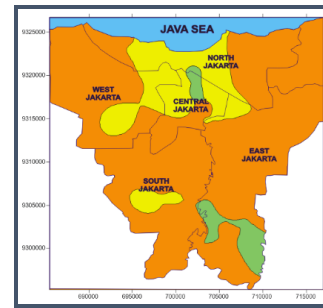 JAVA SEA
NORTH
JAKARTA
WEST
JAKARTA
CENTRAL
JAKARTA
EAST
JAKARTA
SOUTH
JAKARTA
9325000
9320000
9315000
9310000
9305000
9300000
690000
695000
700000
705000
710000
715000